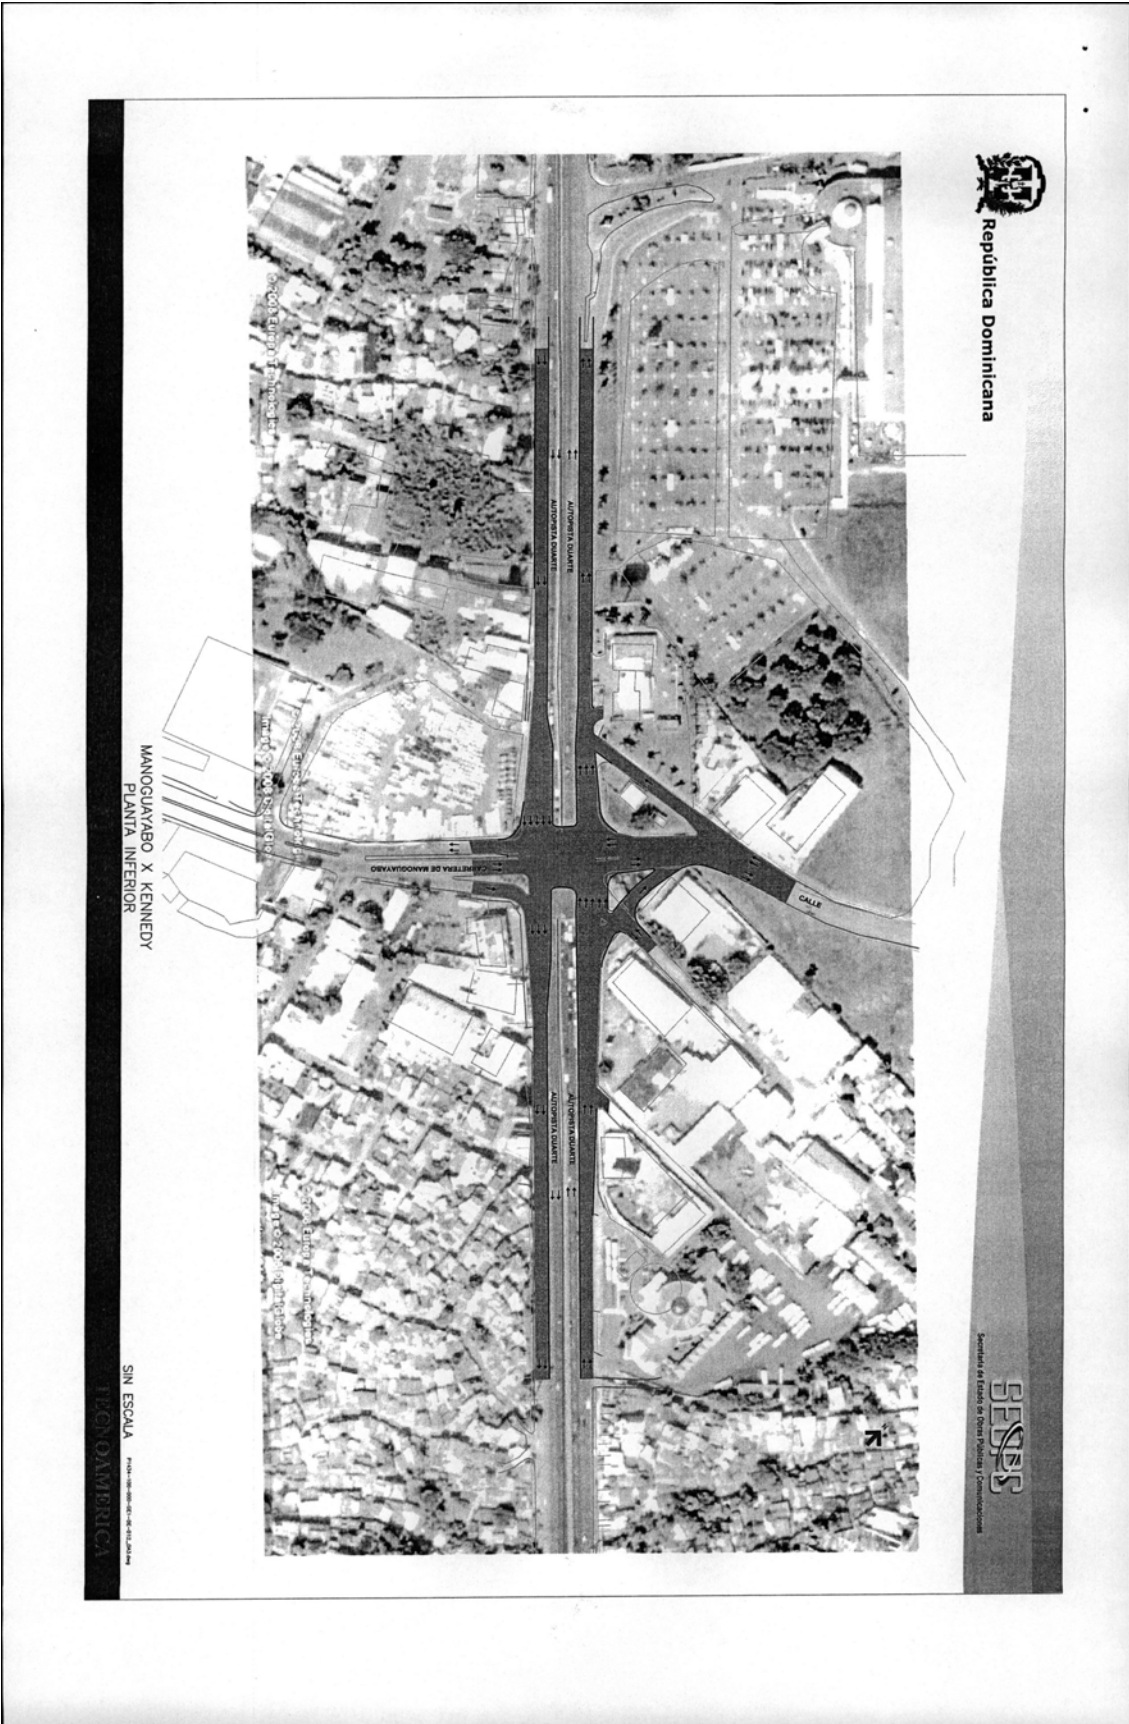 República Dominicana
SEOPC
Secretaría de Estado de Obras Públicas y Comunicaciones
AUTOPISTA DUARTE
AUTOPISTA DUARTE
CARRETERA DE MANOGUAYABO
CALLE
AUTOPISTA DUARTE
AUTOPISTA DUARTE
MANOGUAYABO X KENNEDY
PLANTA INFERIOR
SIN ESCALA
TECNOAMERICA